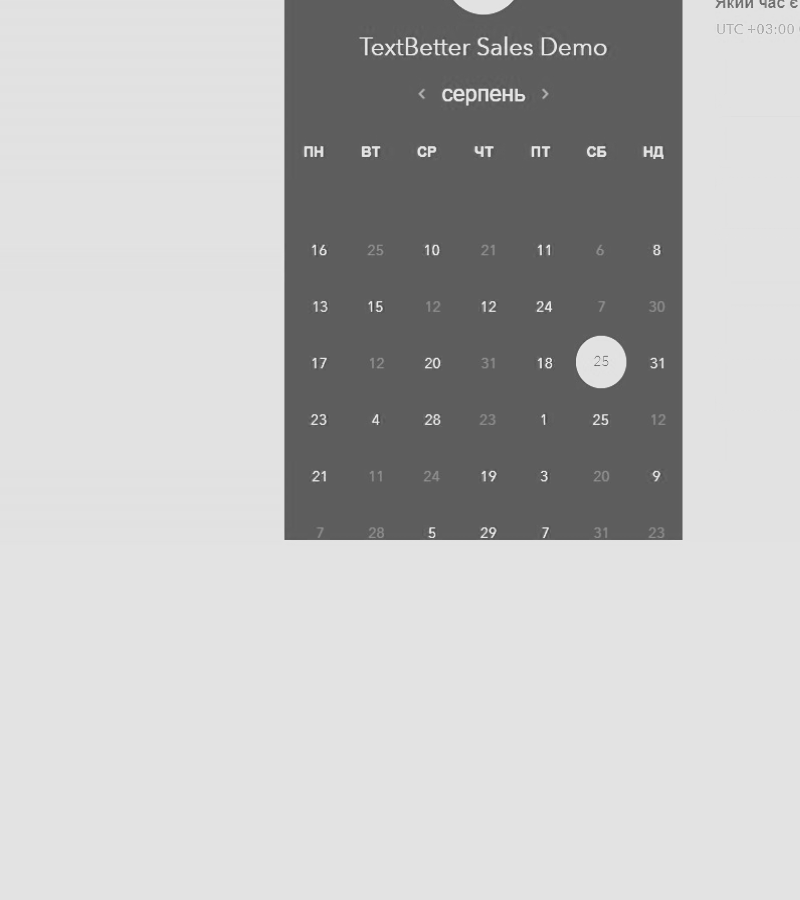 Який час є
UTC +03:00
TextBetter Sales Demo
‹ серпень ›
ПН ВТ СР ЧТ ПТ СБ НД
16 25 10 21 11 6 8
13 15 12 12 24 7 30
17 12 20 31 18 25 31
23 4 28 23 1 25 12
21 11 24 19 3 20 9
7 28 5 29 7 31 23